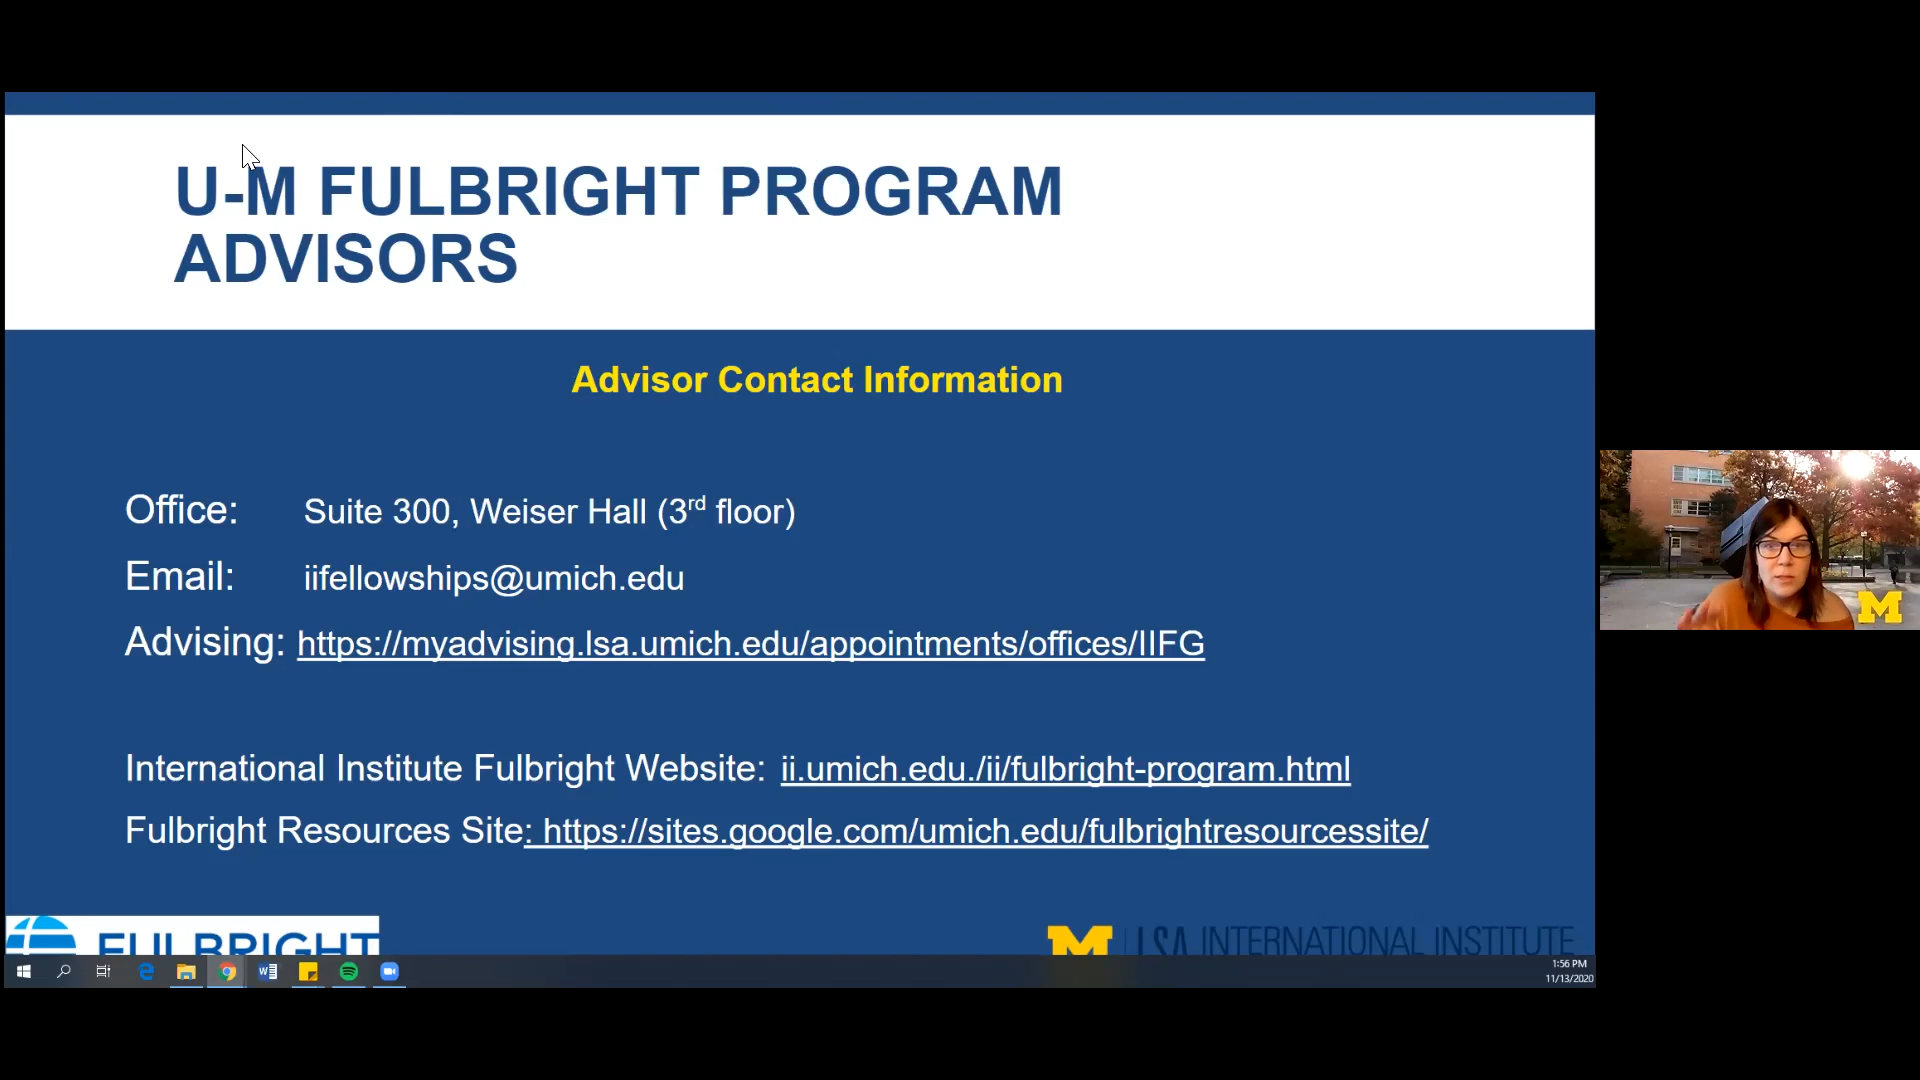 U-M FULBRIGHT PROGRAM
ADVISORS
Advisor Contact Information
Office: Suite 300, Weiser Hall (3rd floor)
Email: iifellowships@umich.edu
Advising: https://myadvising.lsa.umich.edu/appointments/offices/IIFG
International Institute Fulbright Website: ii.umich.edu./ii/fulbright-program.html
Fulbright Resources Site: https://sites.google.com/umich.edu/fulbrightresourcessite/
FULBRIGHT
M LSA INTERNATIONAL INSTITUTE
1:56 PM
11/13/2020
M